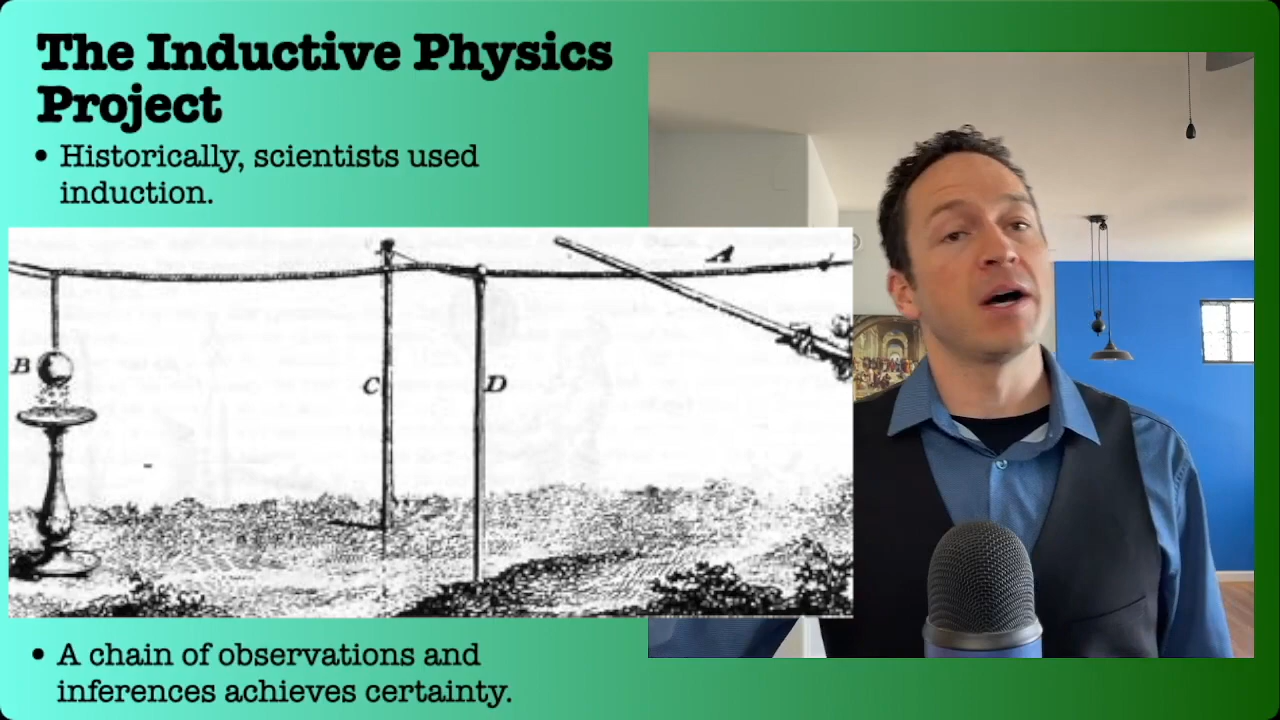 The Inductive Physics
Project
• Historically, scientists used
induction.
A
B
C
D
• A chain of observations and
inferences achieves certainty.